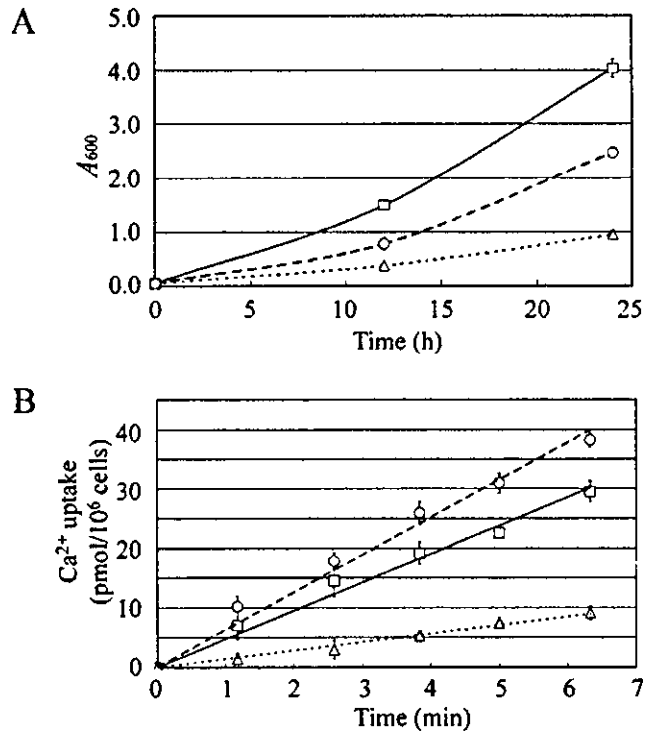 A
5.0
4.0
3.0
2.0
1.0
0.0
A600
0 5 10 15 20 25
Time (h)
B
40
30
20
10
0
Ca²⁺ uptake
(pmol/10⁶ cells)
0 1 2 3 4 5 6 7
Time (min)